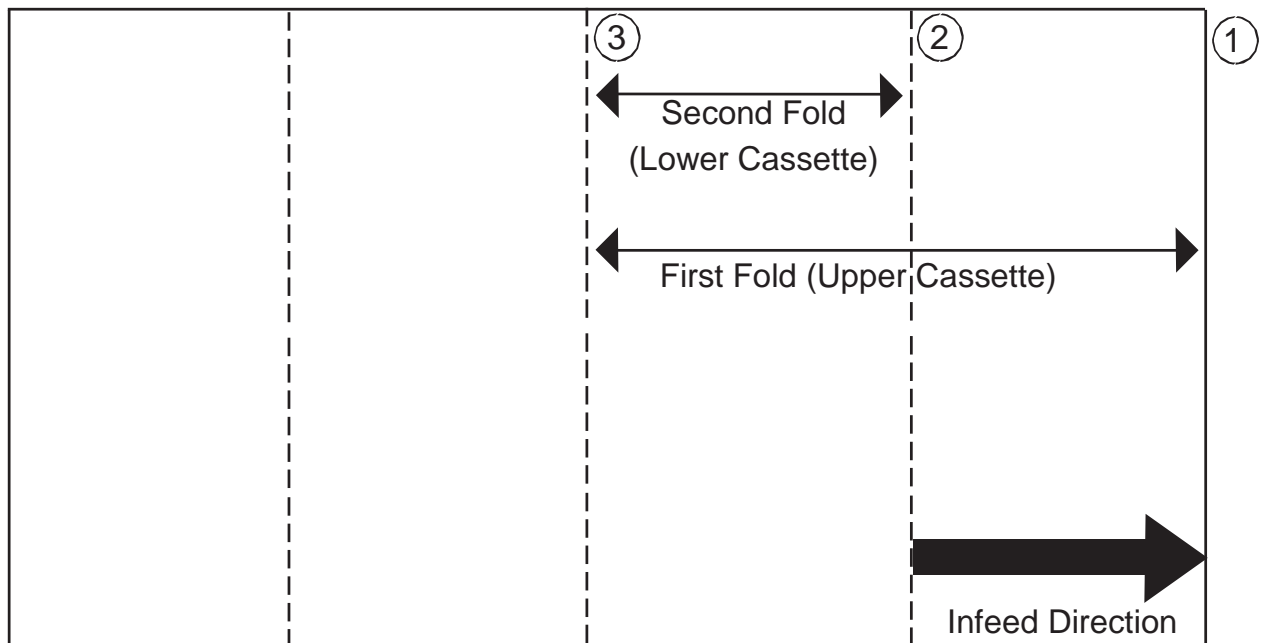 ③ ② ①
Second Fold
(Lower Cassette)
First Fold (Upper Cassette)
Infeed Direction